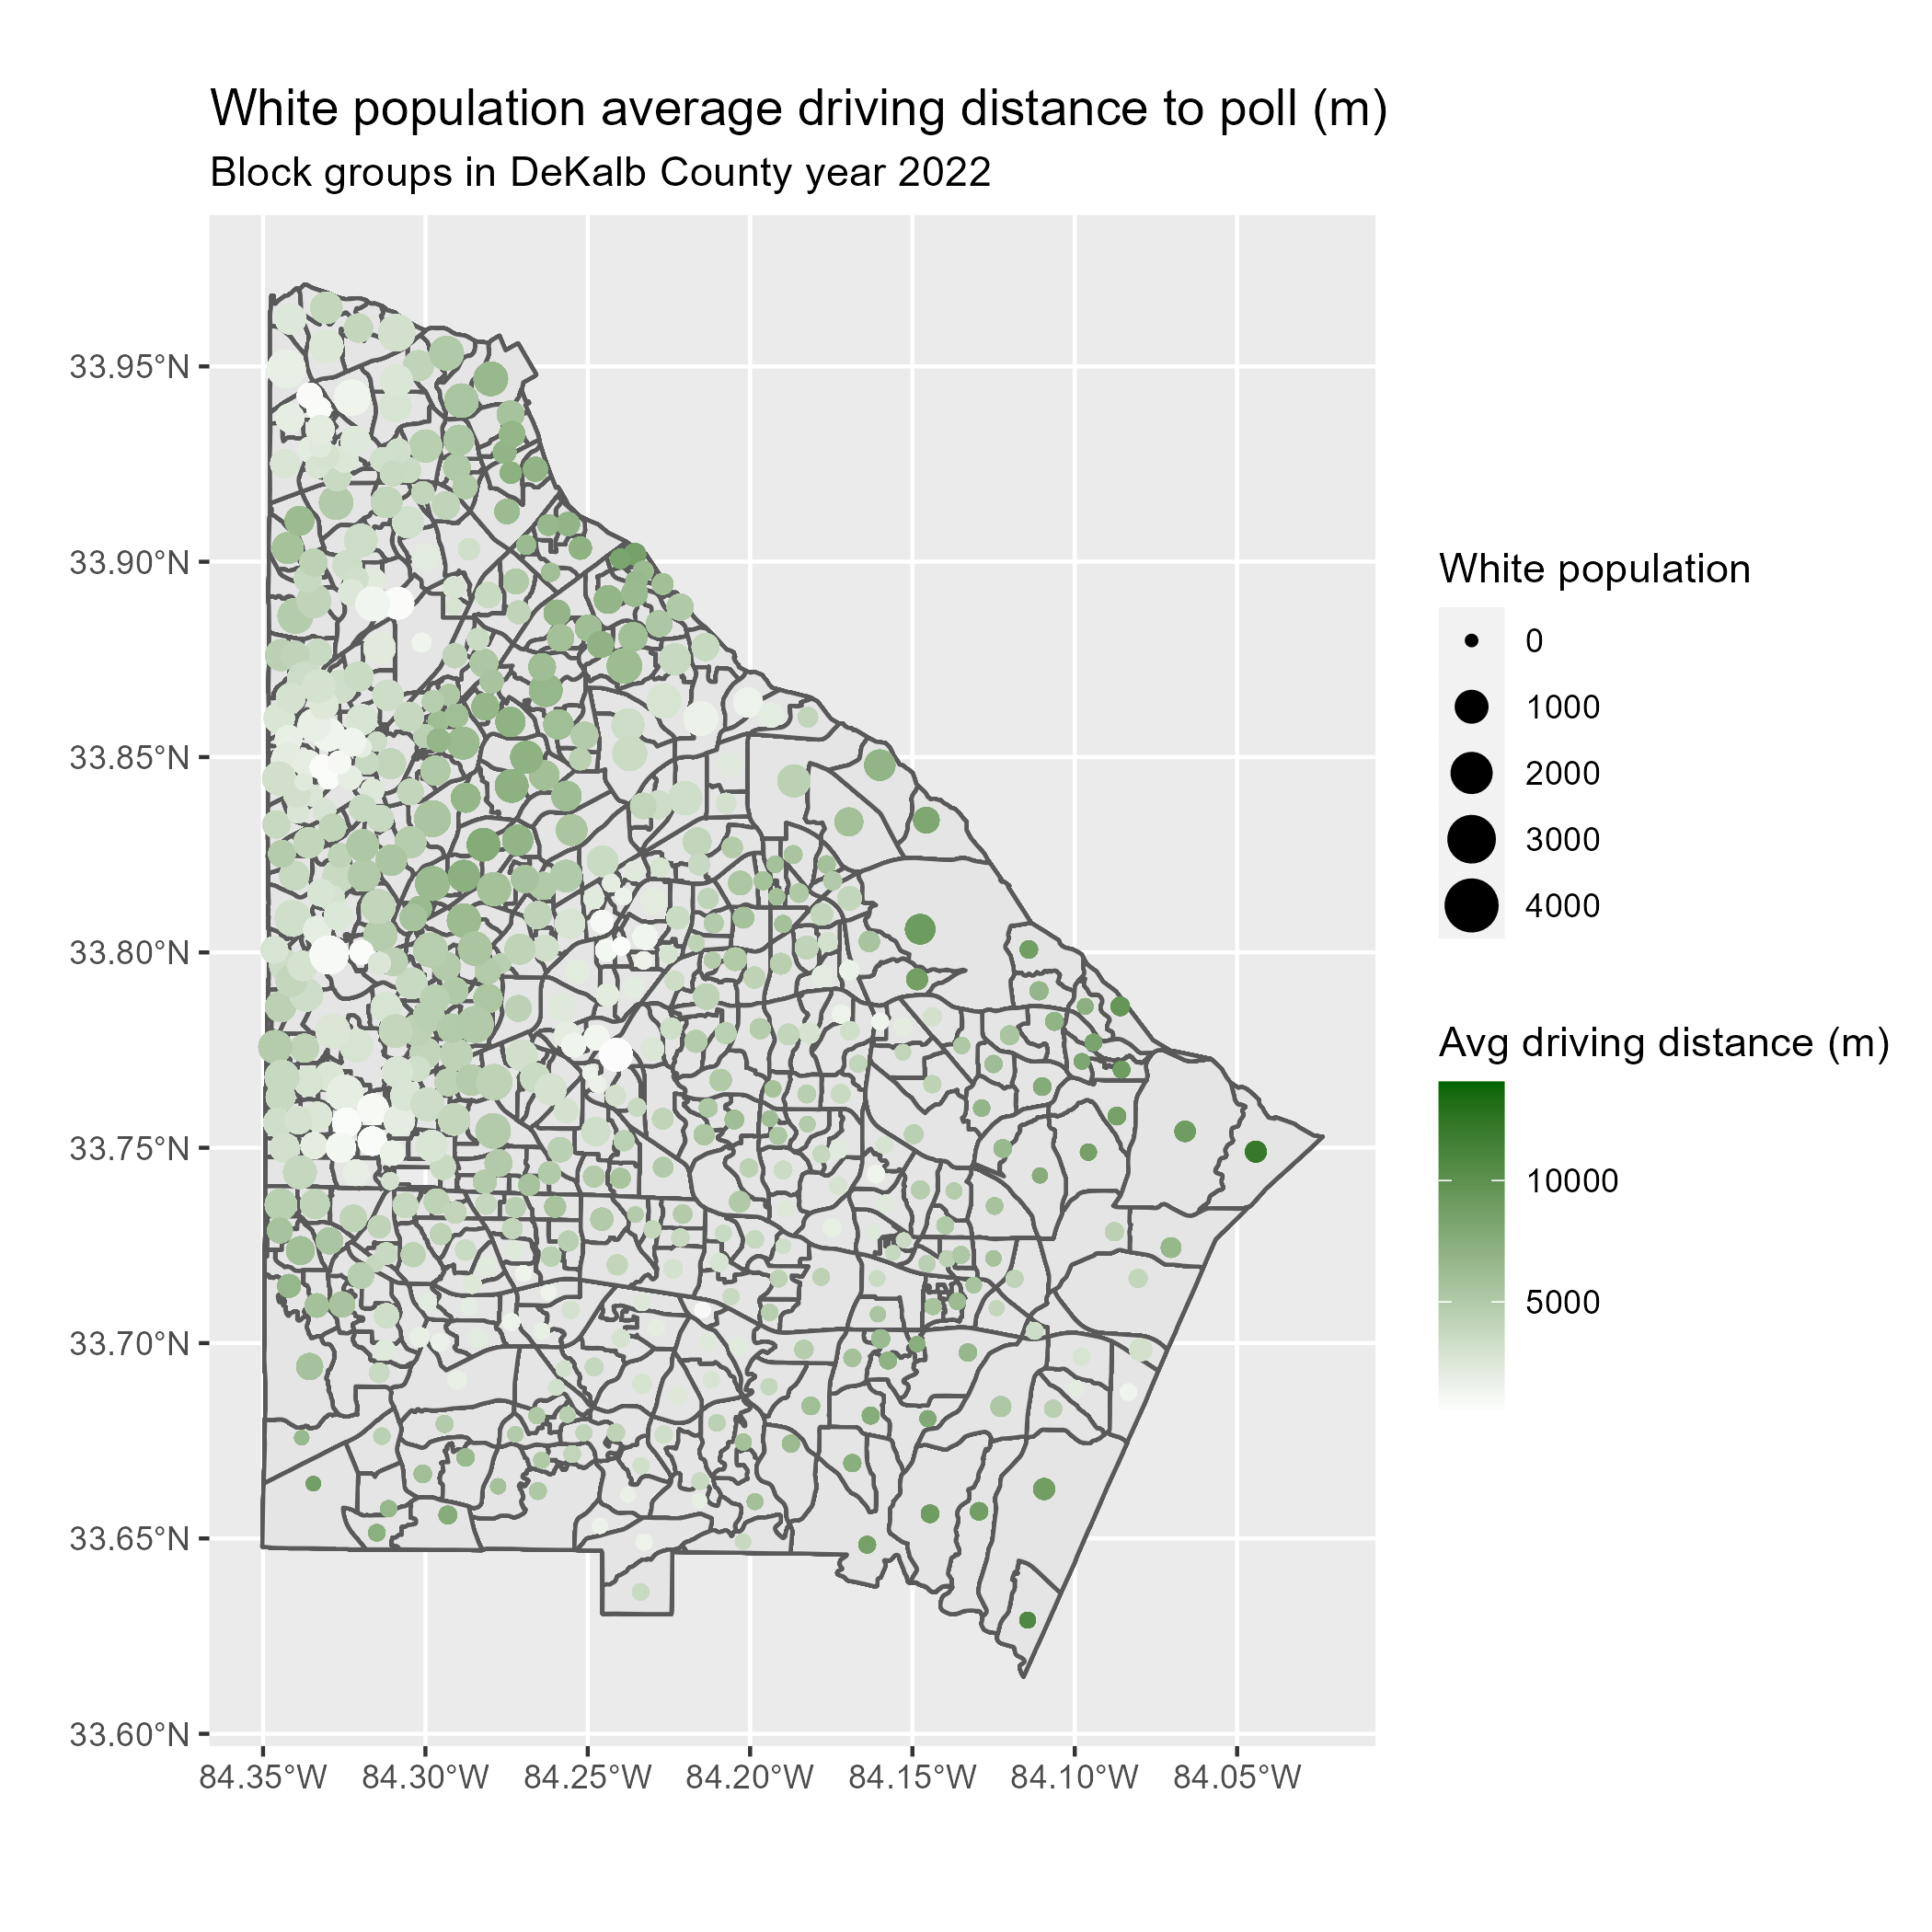 White population average driving distance to poll (m)
Block groups in DeKalb County year 2022
33.95°N
33.90°N
33.85°N
33.80°N
33.75°N
33.70°N
33.65°N
33.60°N
84.35°W
84.30°W
84.25°W
84.20°W
84.15°W
84.10°W
84.05°W
White population
0
1000
2000
3000
4000
Avg driving distance (m)
10000
5000